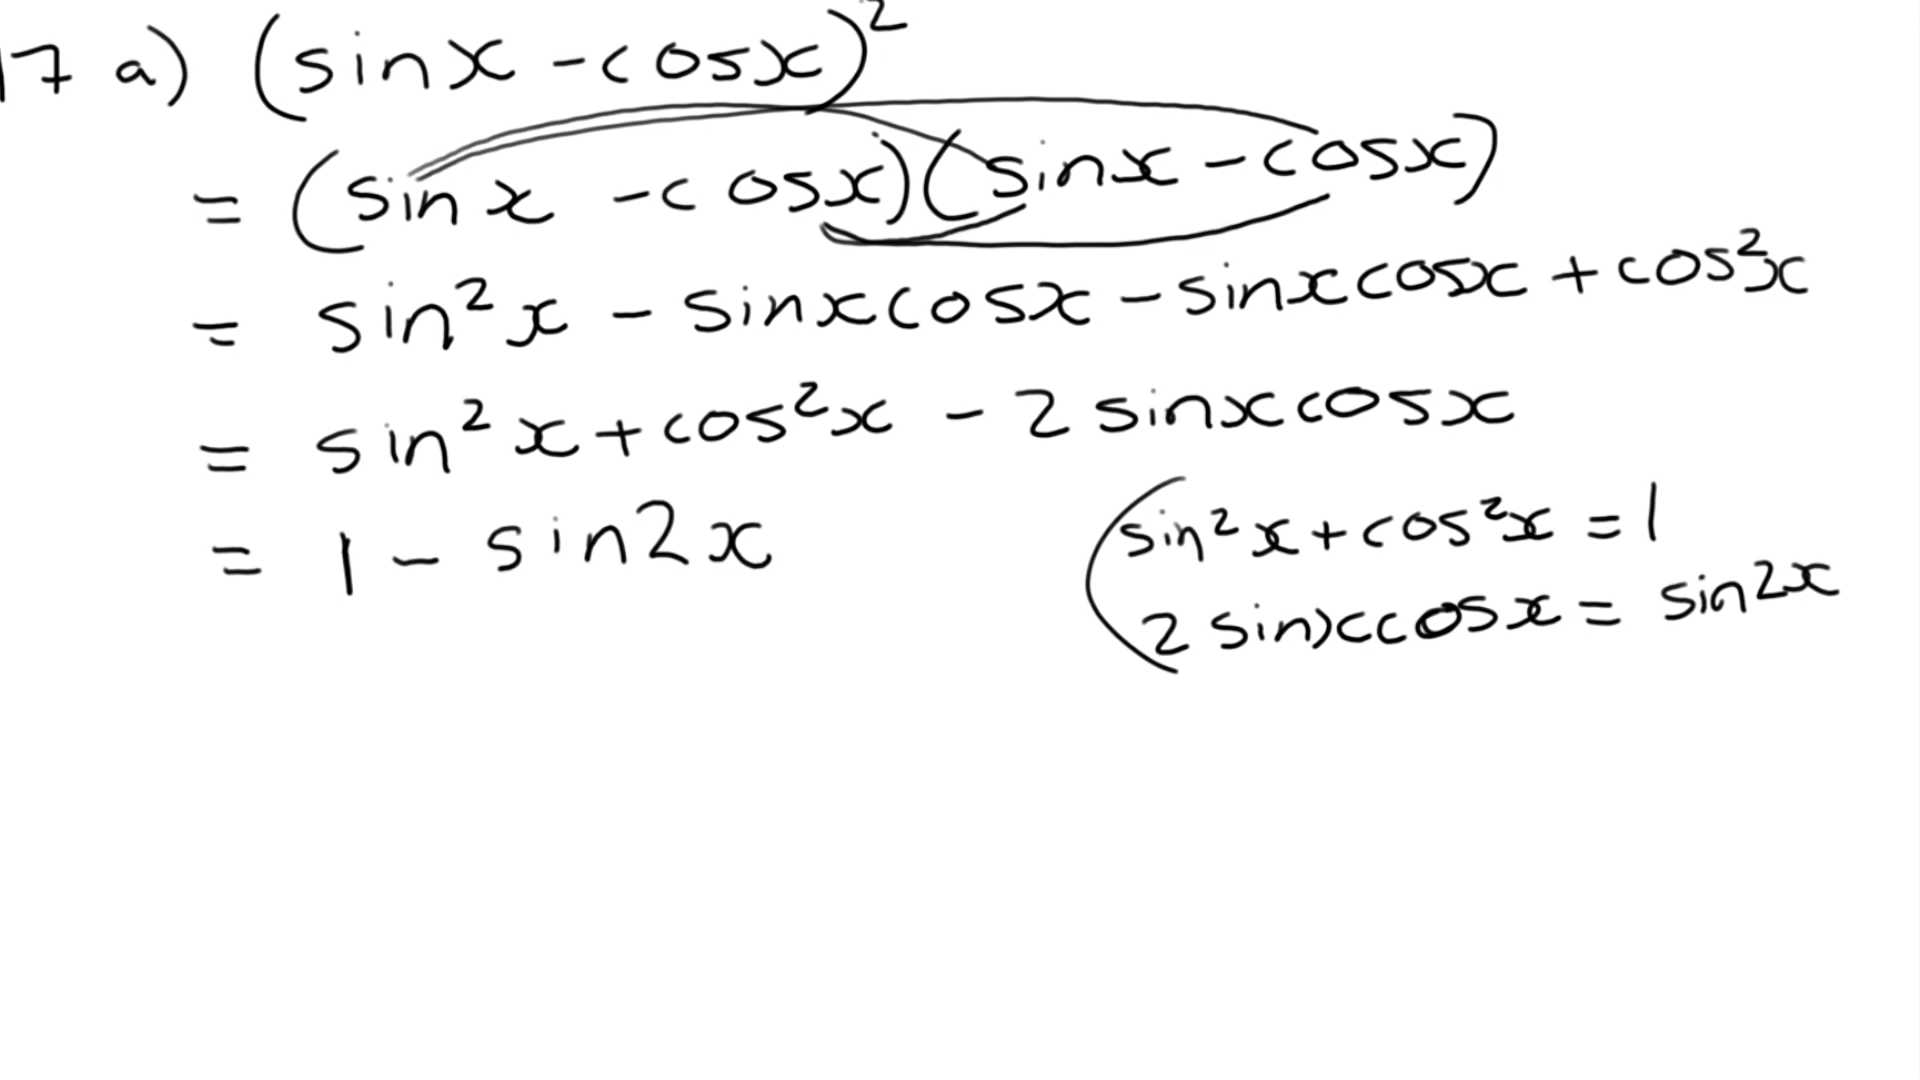 17 a) (sinx - cosx)²
= (sin x - cosx)(sinx - cosx)
= sin²x - sinxcosx - sinxcosx + cos²x
= sin²x + cos²x - 2sinxcosx
= 1 - sin2x
sin²x + cos²x = 1
2sinxcosx = sin2x